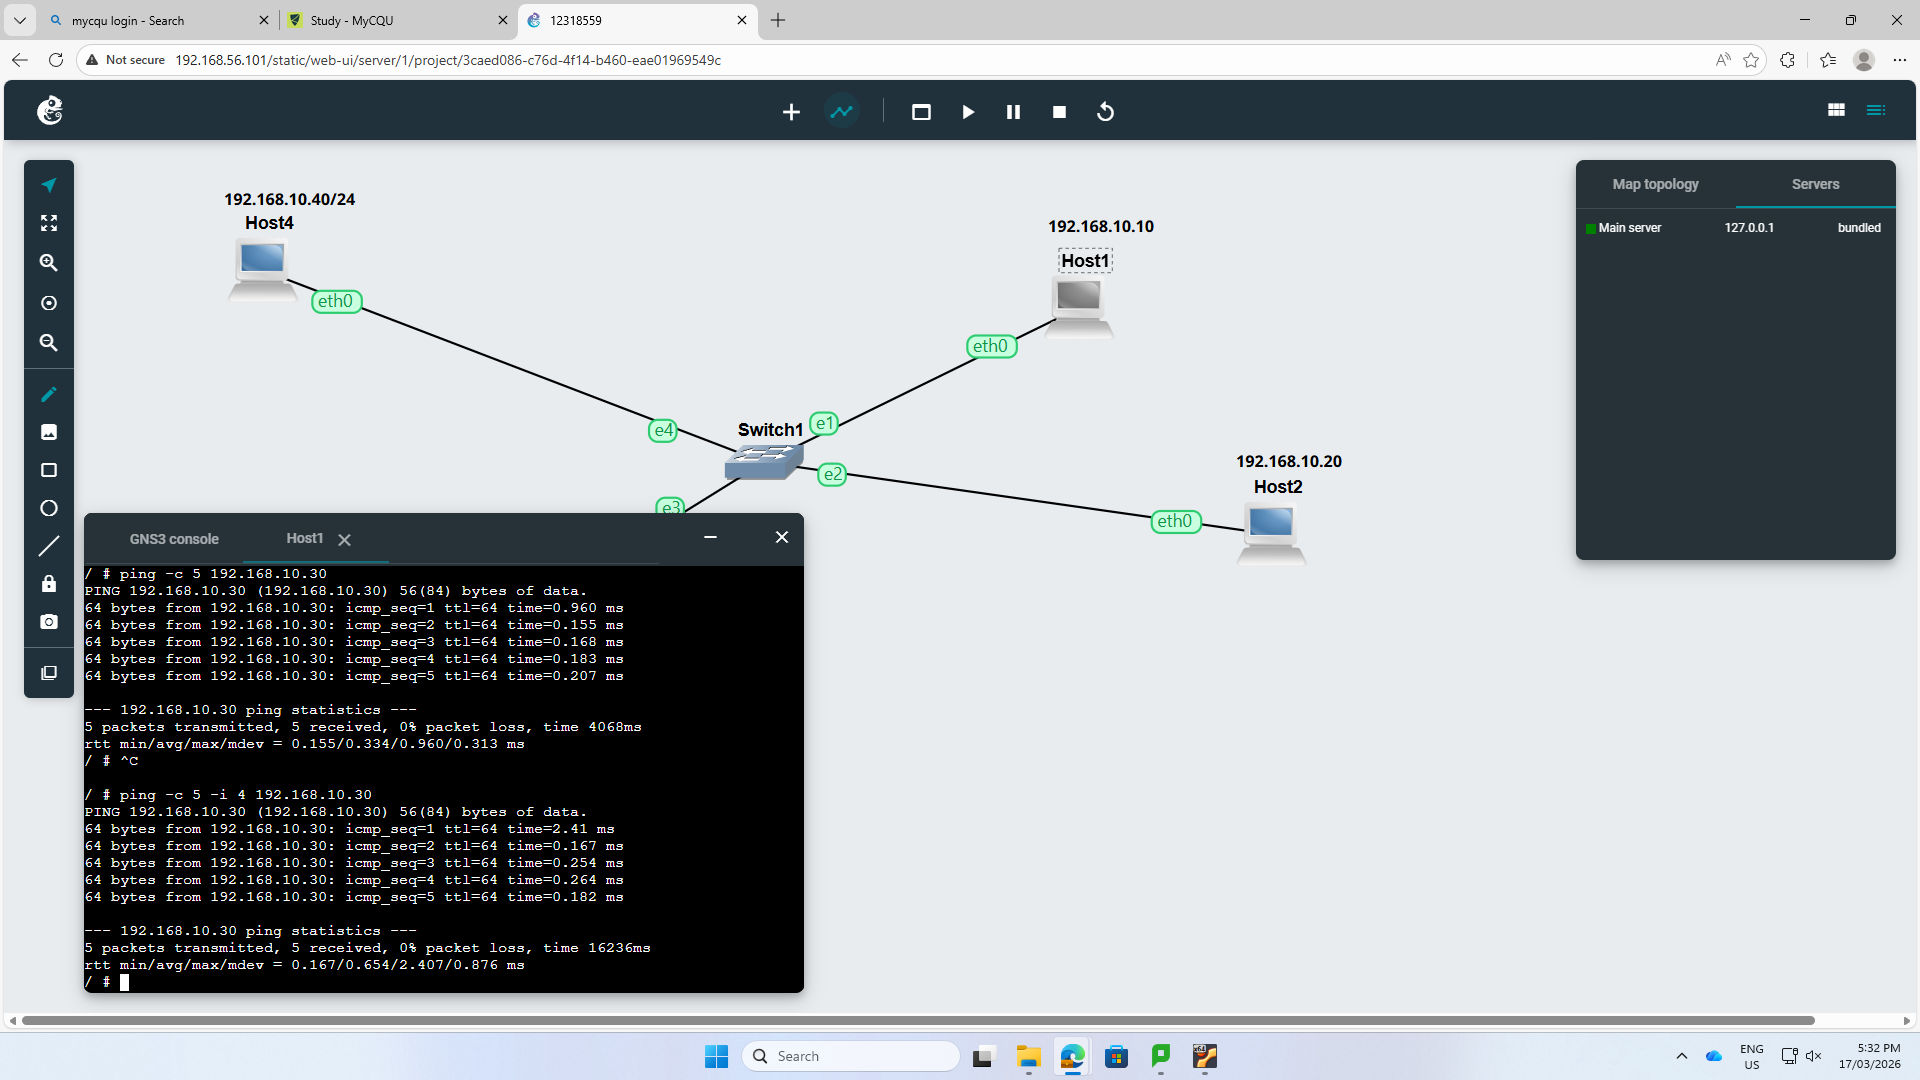 mycqu login - Search
Study - MyCQU
12318559
Not secure
192.168.56.101/static/web-ui/server/1/project/3caed086-c76d-4f14-b460-eae01969549c
192.168.10.40/24
Host4
eth0
192.168.10.10
Host1
eth0
Map topology
Servers
Main server 127.0.0.1 bundled
e4
Switch1
e1
e2
e3
192.168.10.20
Host2
eth0
GNS3 console
Host1
/ # ping -c 5 192.168.10.30
PING 192.168.10.30 (192.168.10.30) 56(84) bytes of data.
64 bytes from 192.168.10.30: icmp_seq=1 ttl=64 time=0.960 ms
64 bytes from 192.168.10.30: icmp_seq=2 ttl=64 time=0.155 ms
64 bytes from 192.168.10.30: icmp_seq=3 ttl=64 time=0.168 ms
64 bytes from 192.168.10.30: icmp_seq=4 ttl=64 time=0.183 ms
64 bytes from 192.168.10.30: icmp_seq=5 ttl=64 time=0.207 ms
--- 192.168.10.30 ping statistics ---
5 packets transmitted, 5 received, 0% packet loss, time 4068ms
rtt min/avg/max/mdev = 0.155/0.334/0.960/0.313 ms
/ # ^C
/ # ping -c 5 -i 4 192.168.10.30
PING 192.168.10.30 (192.168.10.30) 56(84) bytes of data.
64 bytes from 192.168.10.30: icmp_seq=1 ttl=64 time=2.41 ms
64 bytes from 192.168.10.30: icmp_seq=2 ttl=64 time=0.167 ms
64 bytes from 192.168.10.30: icmp_seq=3 ttl=64 time=0.254 ms
64 bytes from 192.168.10.30: icmp_seq=4 ttl=64 time=0.264 ms
64 bytes from 192.168.10.30: icmp_seq=5 ttl=64 time=0.182 ms
--- 192.168.10.30 ping statistics ---
5 packets transmitted, 5 received, 0% packet loss, time 16236ms
rtt min/avg/max/mdev = 0.167/0.654/2.407/0.876 ms
/ #
Search
ENG
US
5:32 PM
17/03/2026